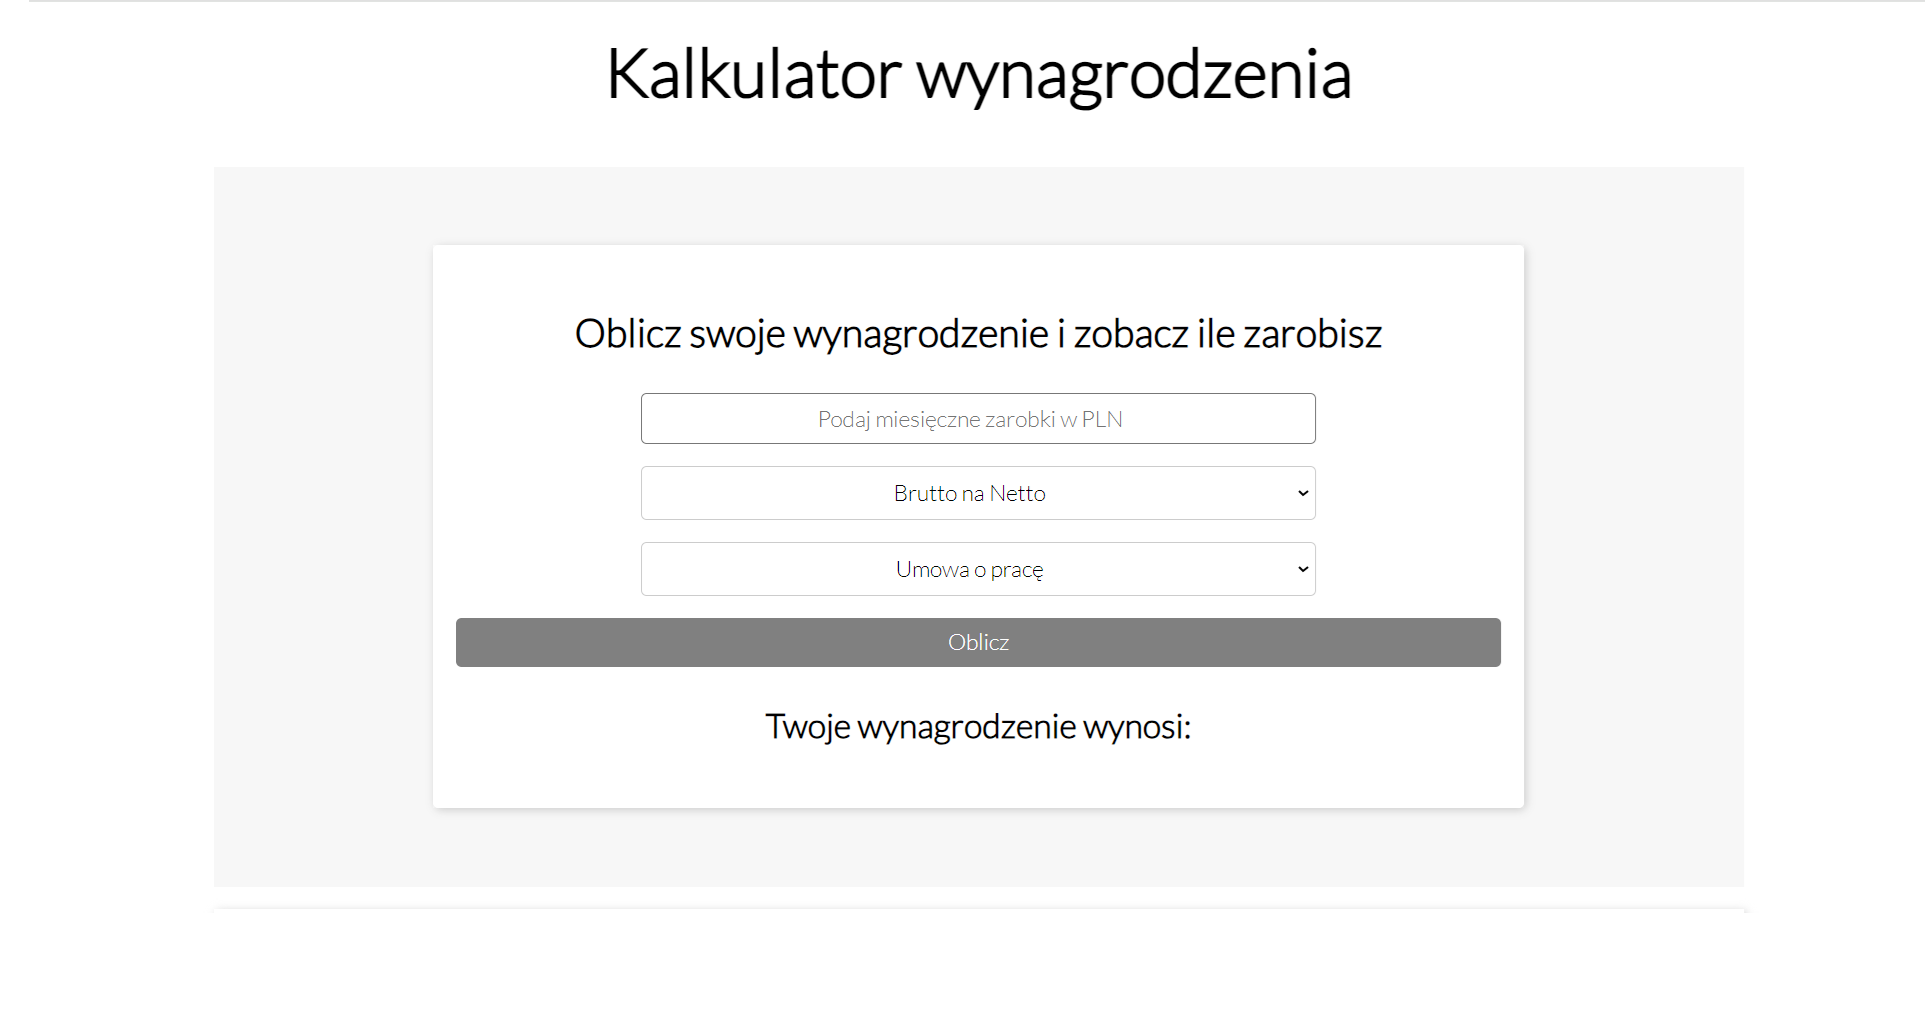 Kalkulator wynagrodzenia
Oblicz swoje wynagrodzenie i zobacz ile zarobisz
Podaj miesięczne zarobki w PLN
Brutto na Netto
Umowa o pracę
Oblicz
Twoje wynagrodzenie wynosi: